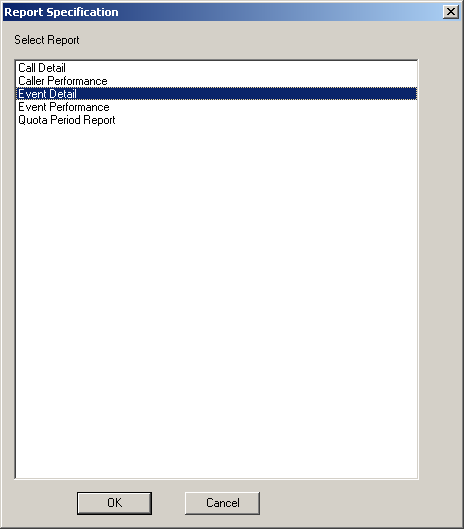 Report Specification
Select Report
Call Detail
Caller Performance
Event Detail
Event Performance
Quota Period Report
OK
Cancel